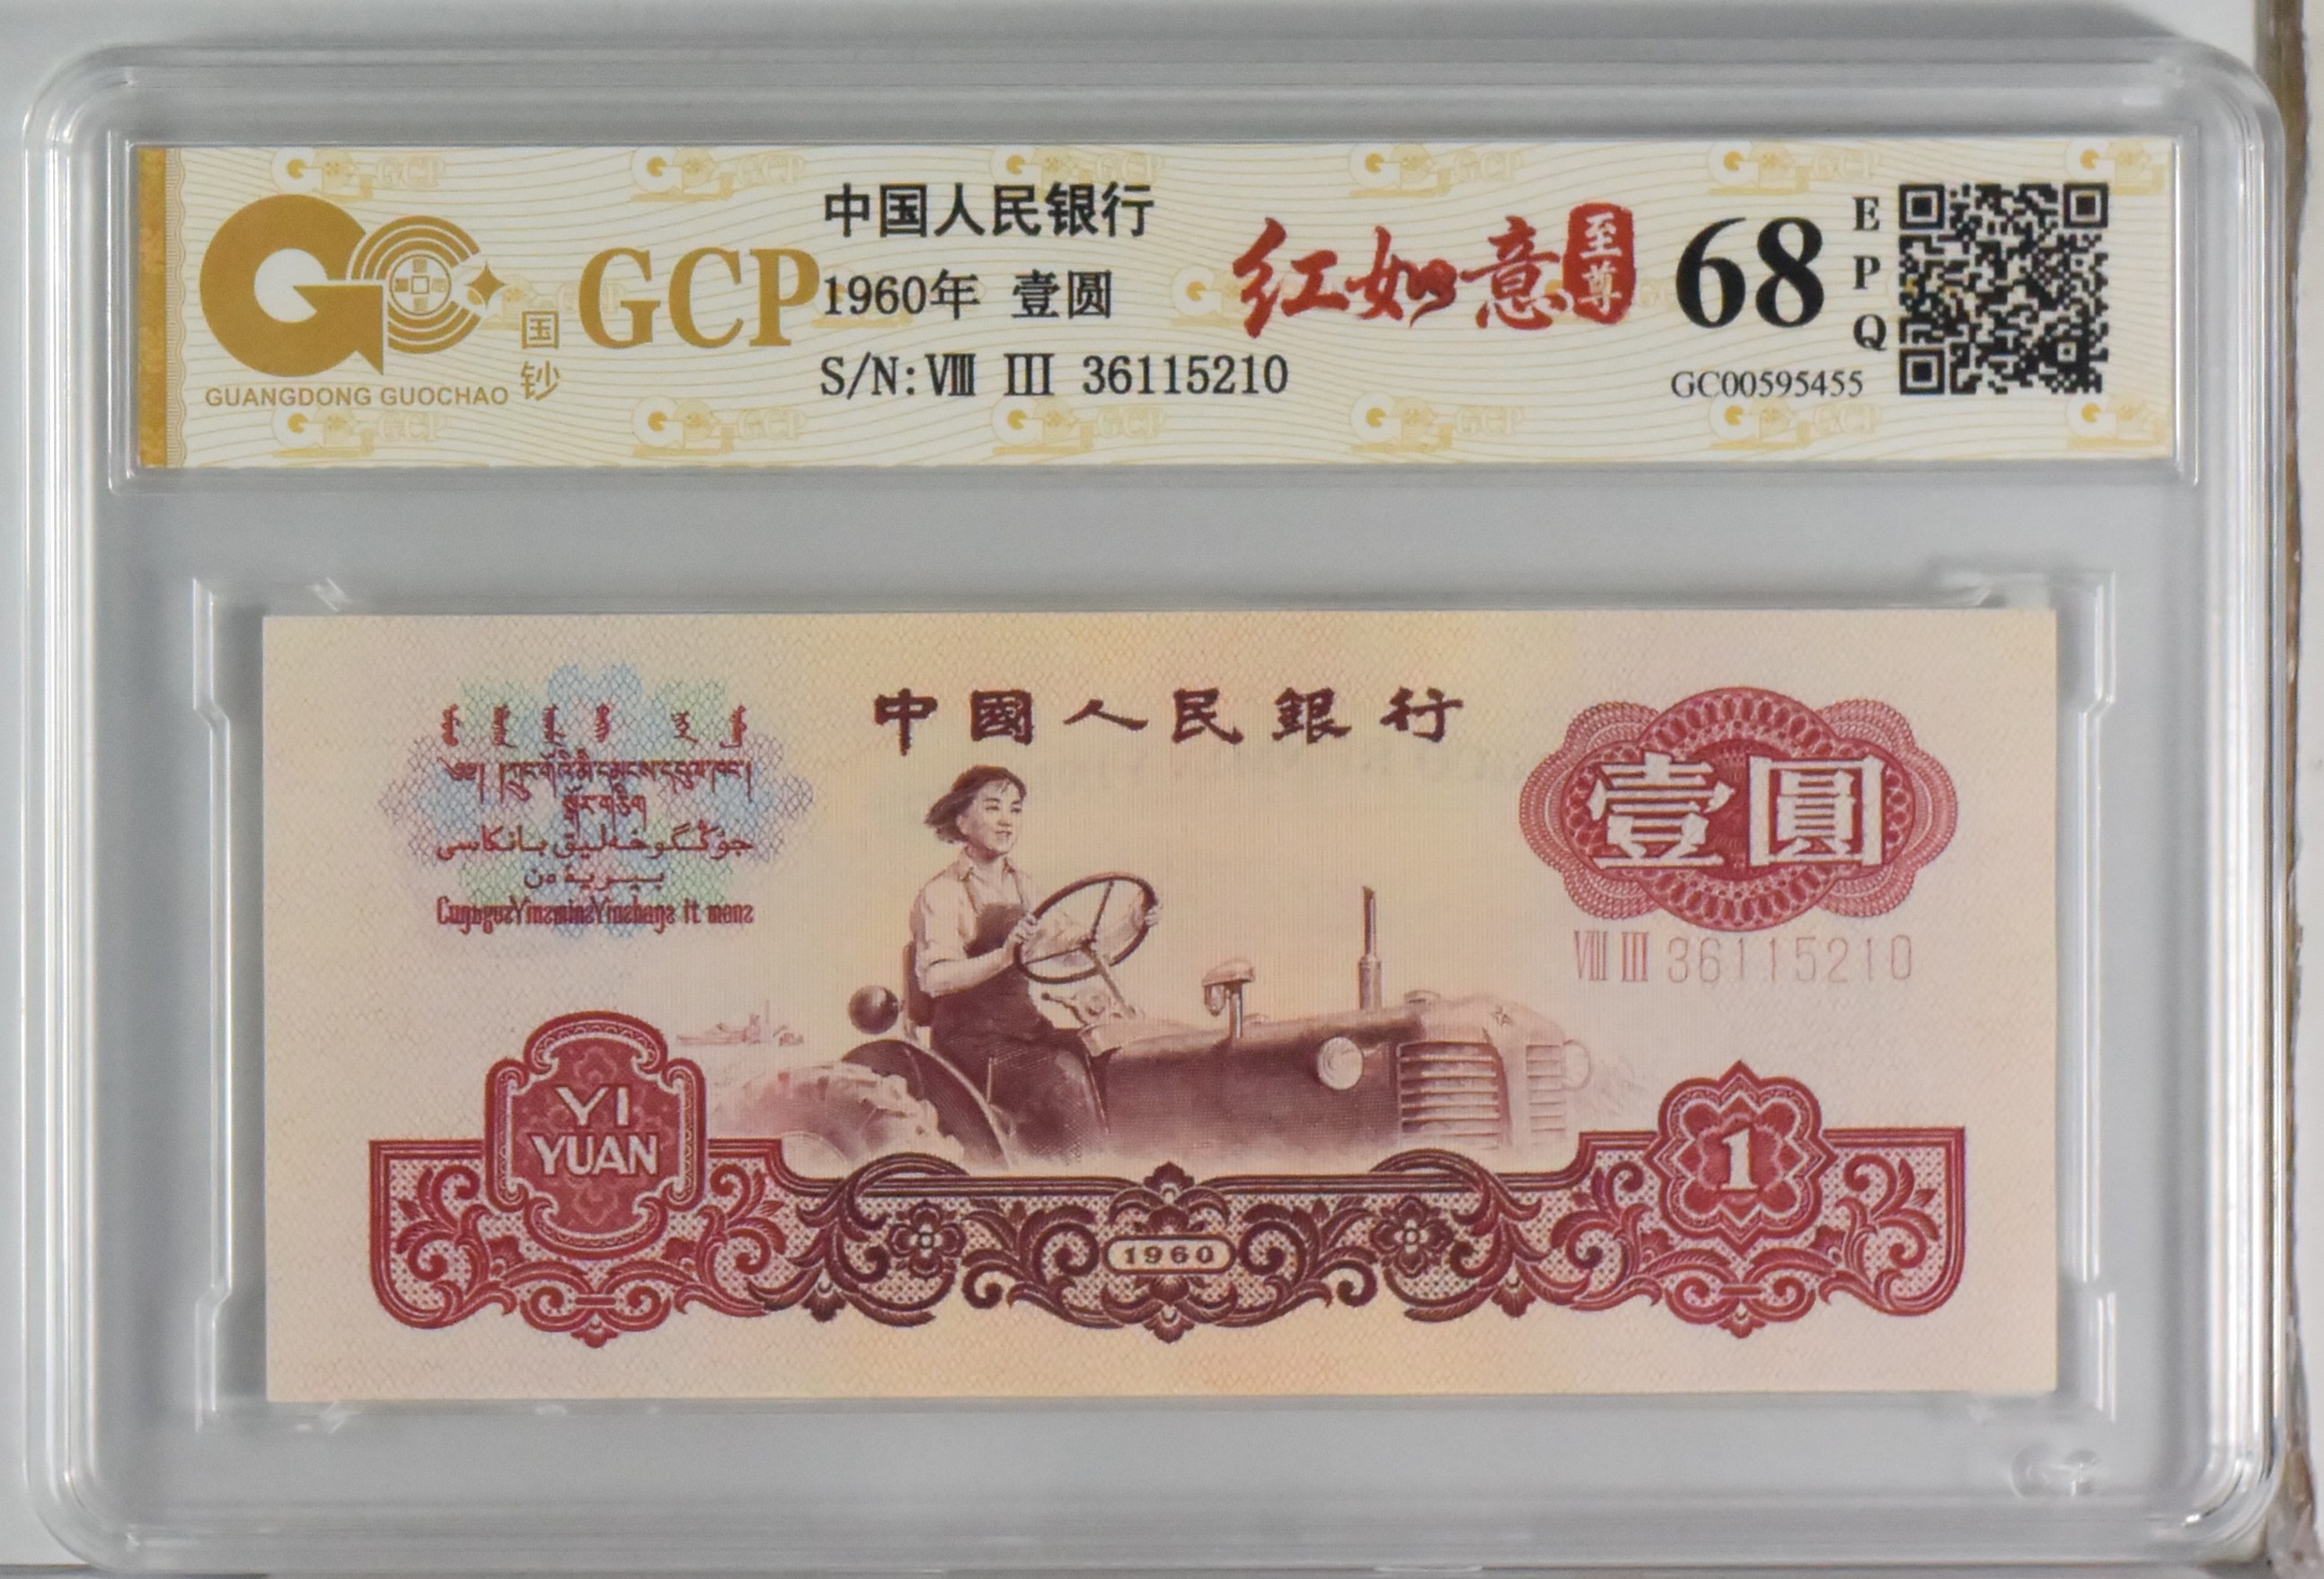 GCP
国钞
GUANGDONG GUOCHAO
中国人民银行
1960年 壹圆
S/N:Ⅷ Ⅲ 36115210
红如意 至尊
68 EPQ
GC00595455
中國人民銀行
壹圓
Ⅷ Ⅲ 36115210
YI
YUAN
1960
1